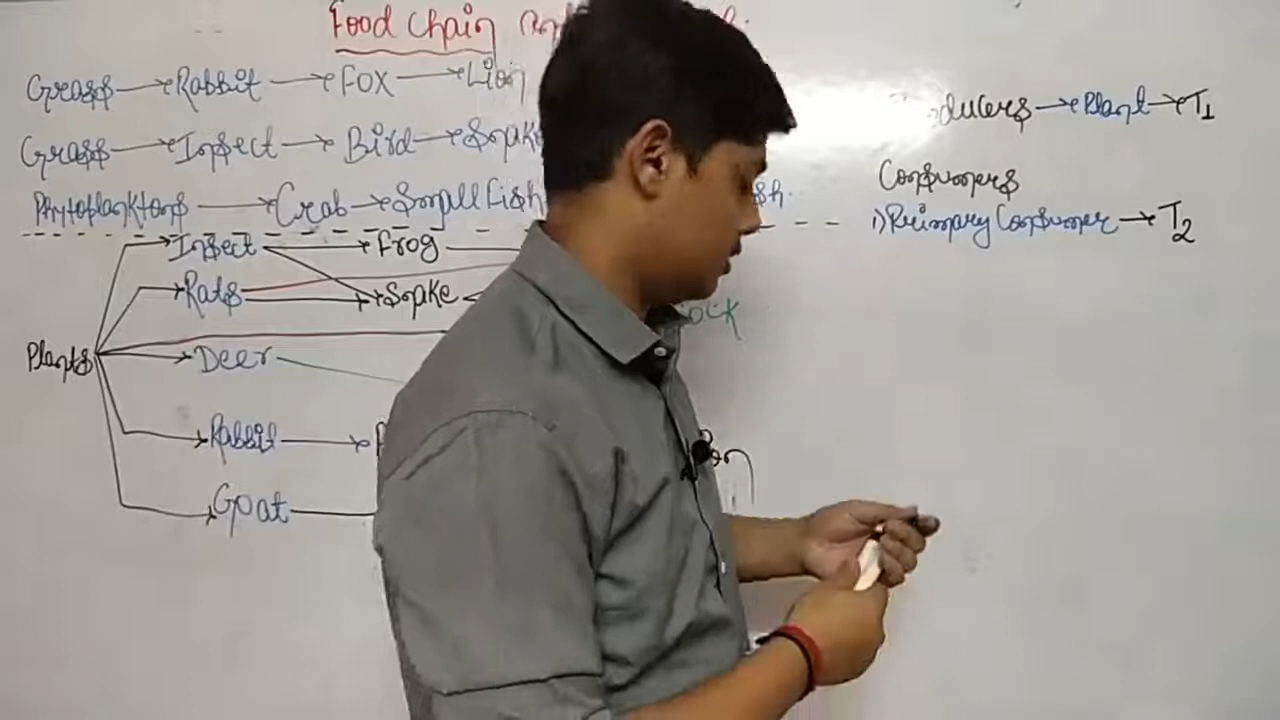 Food Chain
Grass → Rabbit → Fox → Lion
Grass → Insect → Bird → Snake
Phytoplanktons → Crab → Small Fish
Plants
Insect → Frog
Rats → Snake
Deer
Rabbit →
Goat
Producers → Plant → T1
Consumers
1) Primary Consumer → T2